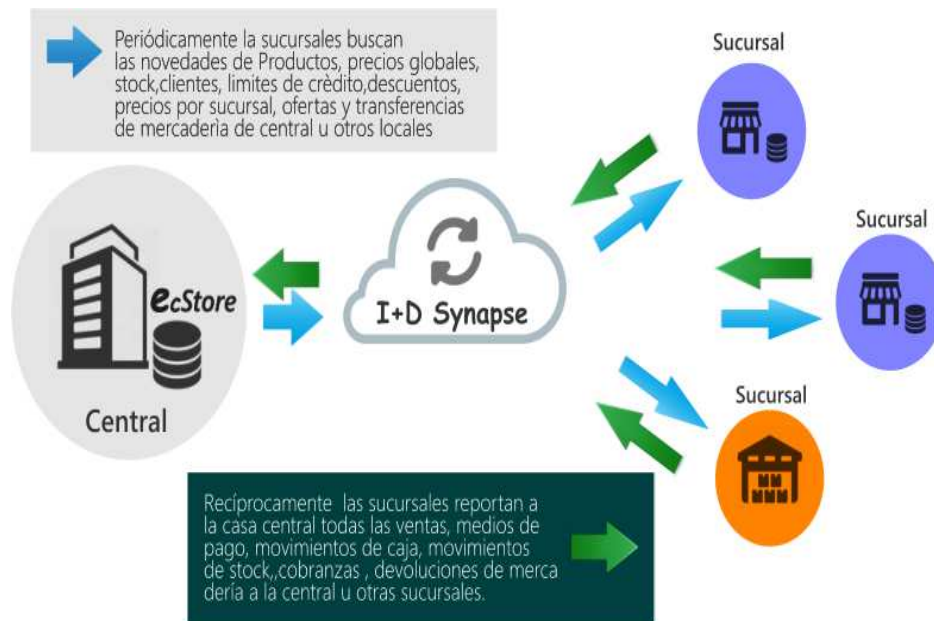 Periódicamente la sucursales buscan
las novedades de Productos, precios globales,
stock,clientes, limites de crèdito,descuentos,
precios por sucursal, ofertas y transferencias
de mercaderìa de central u otros locales
Sucursal
Sucursal
ecStore
Central
I+D Synapse
Sucursal
Recíprocamente las sucursales reportan a
la casa central todas las ventas, medios de
pago, movimientos de caja, movimientos
de stock,,cobranzas , devoluciones de merca
dería a la central u otras sucursales.